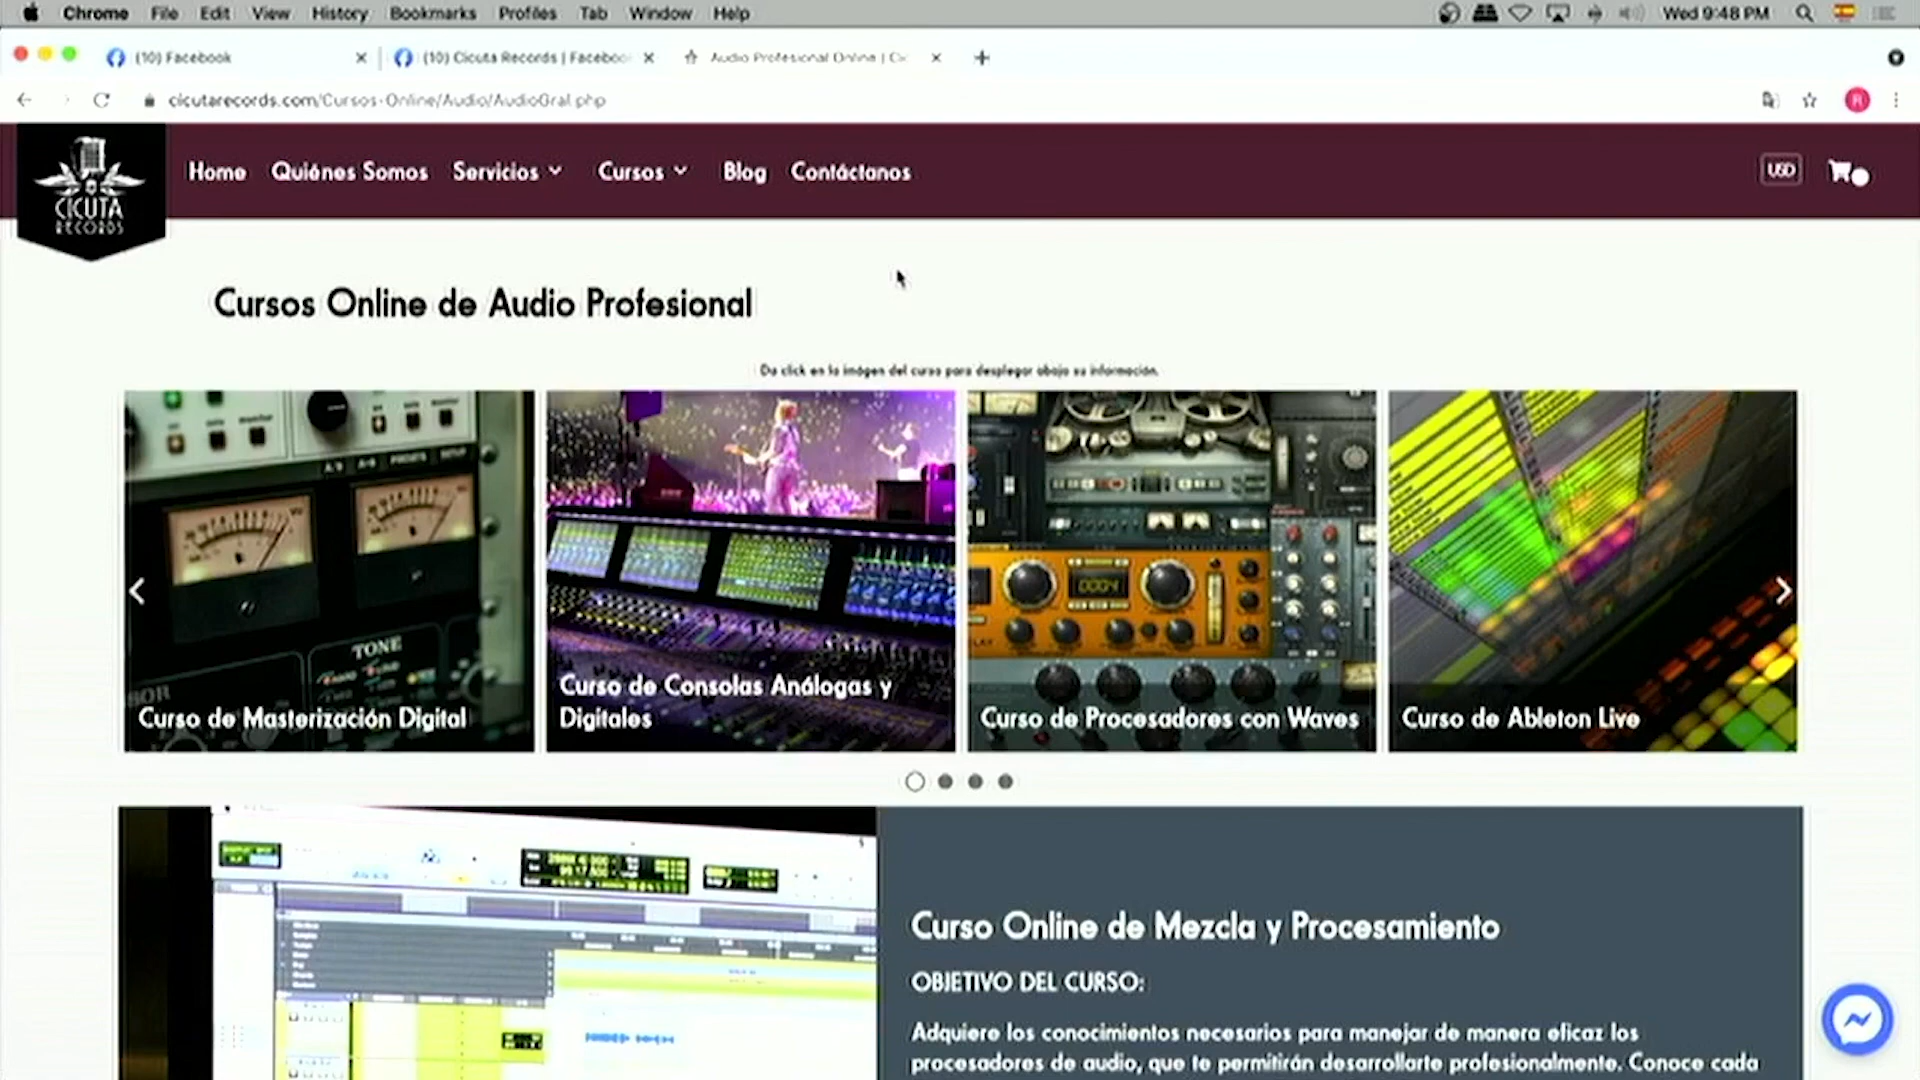 Chrome File Edit View History Bookmarks Profiles Tab Window Help Wed 9:48 PM
(10) Facebook (10) Cicuta Records | Faceboo Audio Profesional Online | Ci
cicutarecords.com/Cursos-Online/Audio/AudioGral.php R
CICUTA
RECORDS
Home Quiénes Somos Servicios Cursos Blog Contáctanos USD
Cursos Online de Audio Profesional
Da click en la imágen del curso para desplegar abajo su información.
TONE
0004
Curso de Masterización Digital
Curso de Consolas Análogas y
Digitales
Curso de Procesadores con Waves
Curso de Ableton Live
Curso Online de Mezcla y Procesamiento
OBJETIVO DEL CURSO:
Adquiere los conocimientos necesarios para manejar de manera eficaz los
procesadores de audio, que te permitirán desarrollarte profesionalmente. Conoce cada